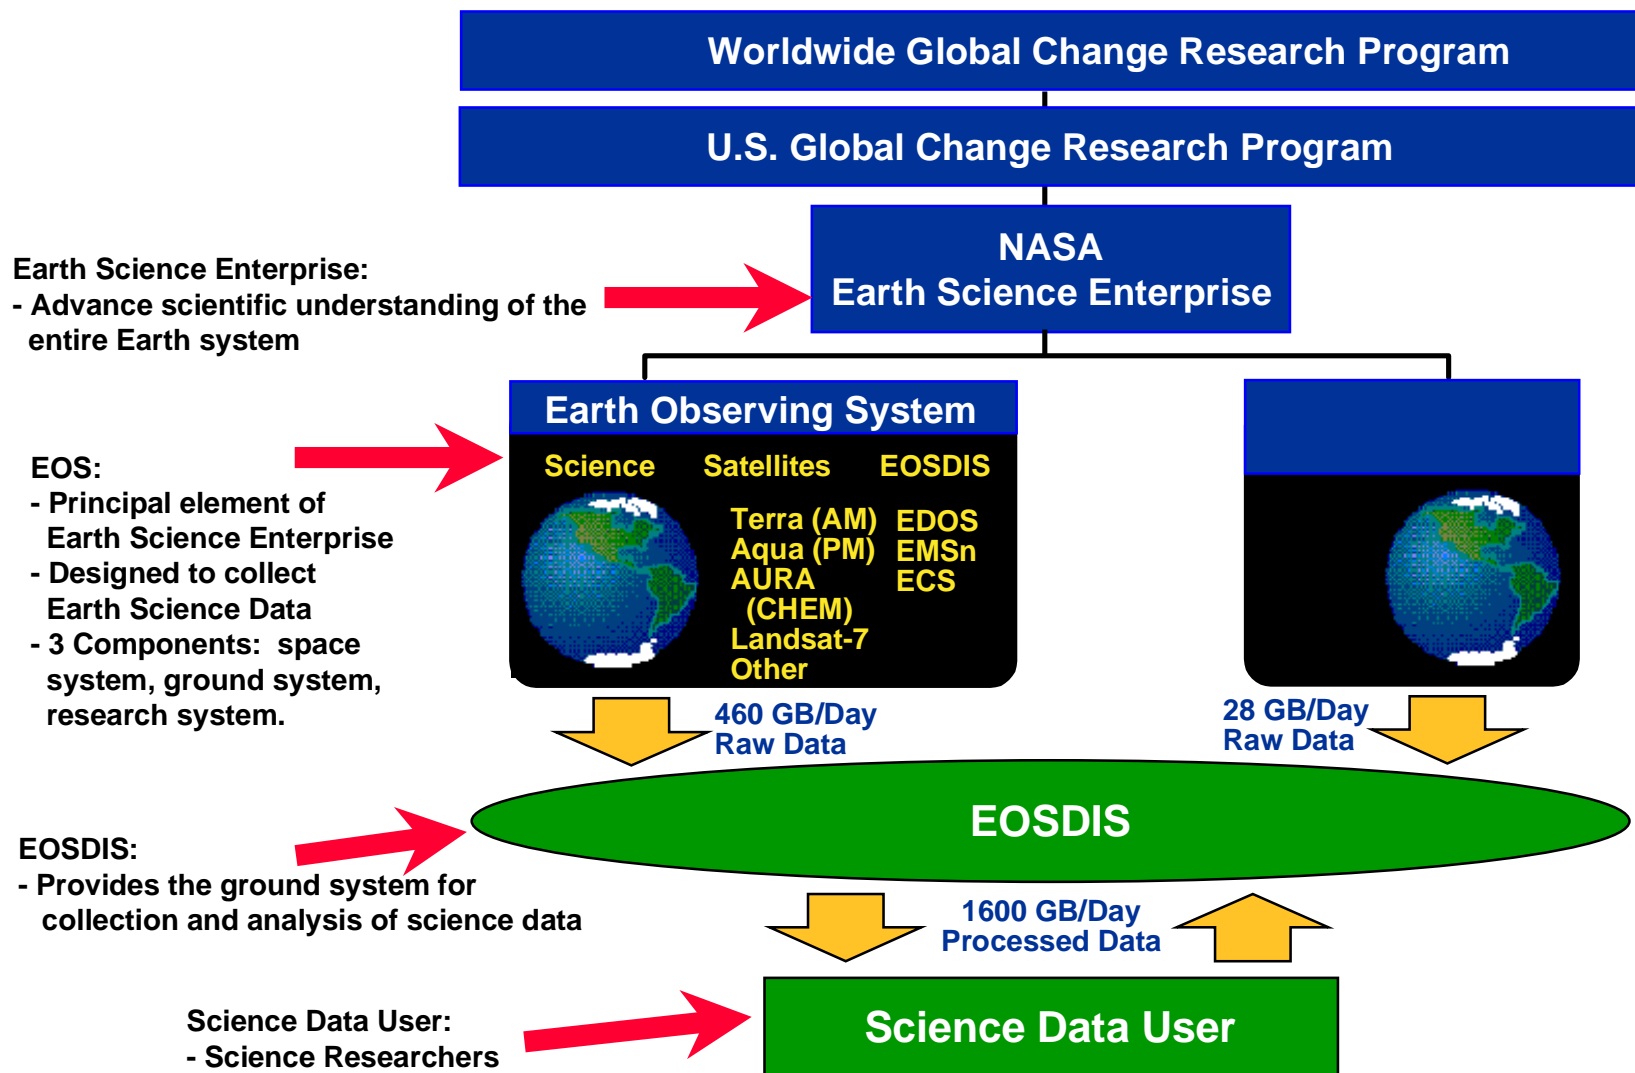 Worldwide Global Change Research Program
U.S. Global Change Research Program
NASA
Earth Science Enterprise
Earth Science Enterprise:
- Advance scientific understanding of the
entire Earth system
Earth Observing System
Science Satellites EOSDIS
Terra (AM)
Aqua (PM)
AURA
(CHEM)
Landsat-7
Other
EDOS
EMSn
ECS
EOS:
- Principal element of
Earth Science Enterprise
- Designed to collect
Earth Science Data
- 3 Components: space
system, ground system,
research system.
460 GB/Day
Raw Data
28 GB/Day
Raw Data
EOSDIS
EOSDIS:
- Provides the ground system for
collection and analysis of science data
1600 GB/Day
Processed Data
Science Data User
Science Data User:
- Science Researchers